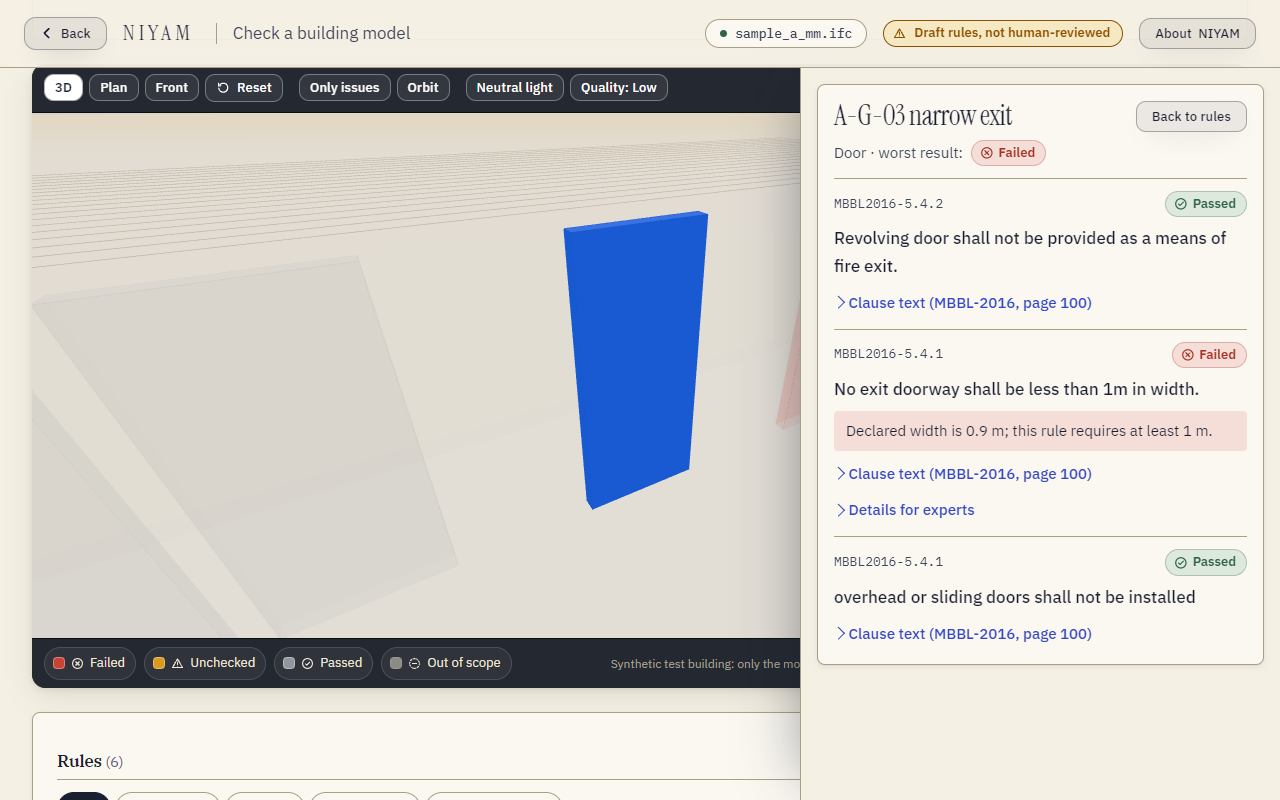 Back
NIYAM
Check a building model
sample_a_mm.ifc
Draft rules, not human-reviewed
About NIYAM
3D
Plan
Front
Reset
Only issues
Orbit
Neutral light
Quality: Low
Failed
Unchecked
Passed
Out of scope
Synthetic test building: only the mo
Rules (6)
A-G-03 narrow exit
Back to rules
Door · worst result:
Failed
MBBL2016-5.4.2
Passed
Revolving door shall not be provided as a means of
fire exit.
Clause text (MBBL-2016, page 100)
MBBL2016-5.4.1
Failed
No exit doorway shall be less than 1m in width.
Declared width is 0.9 m; this rule requires at least 1 m.
Clause text (MBBL-2016, page 100)
Details for experts
MBBL2016-5.4.1
Passed
overhead or sliding doors shall not be installed
Clause text (MBBL-2016, page 100)